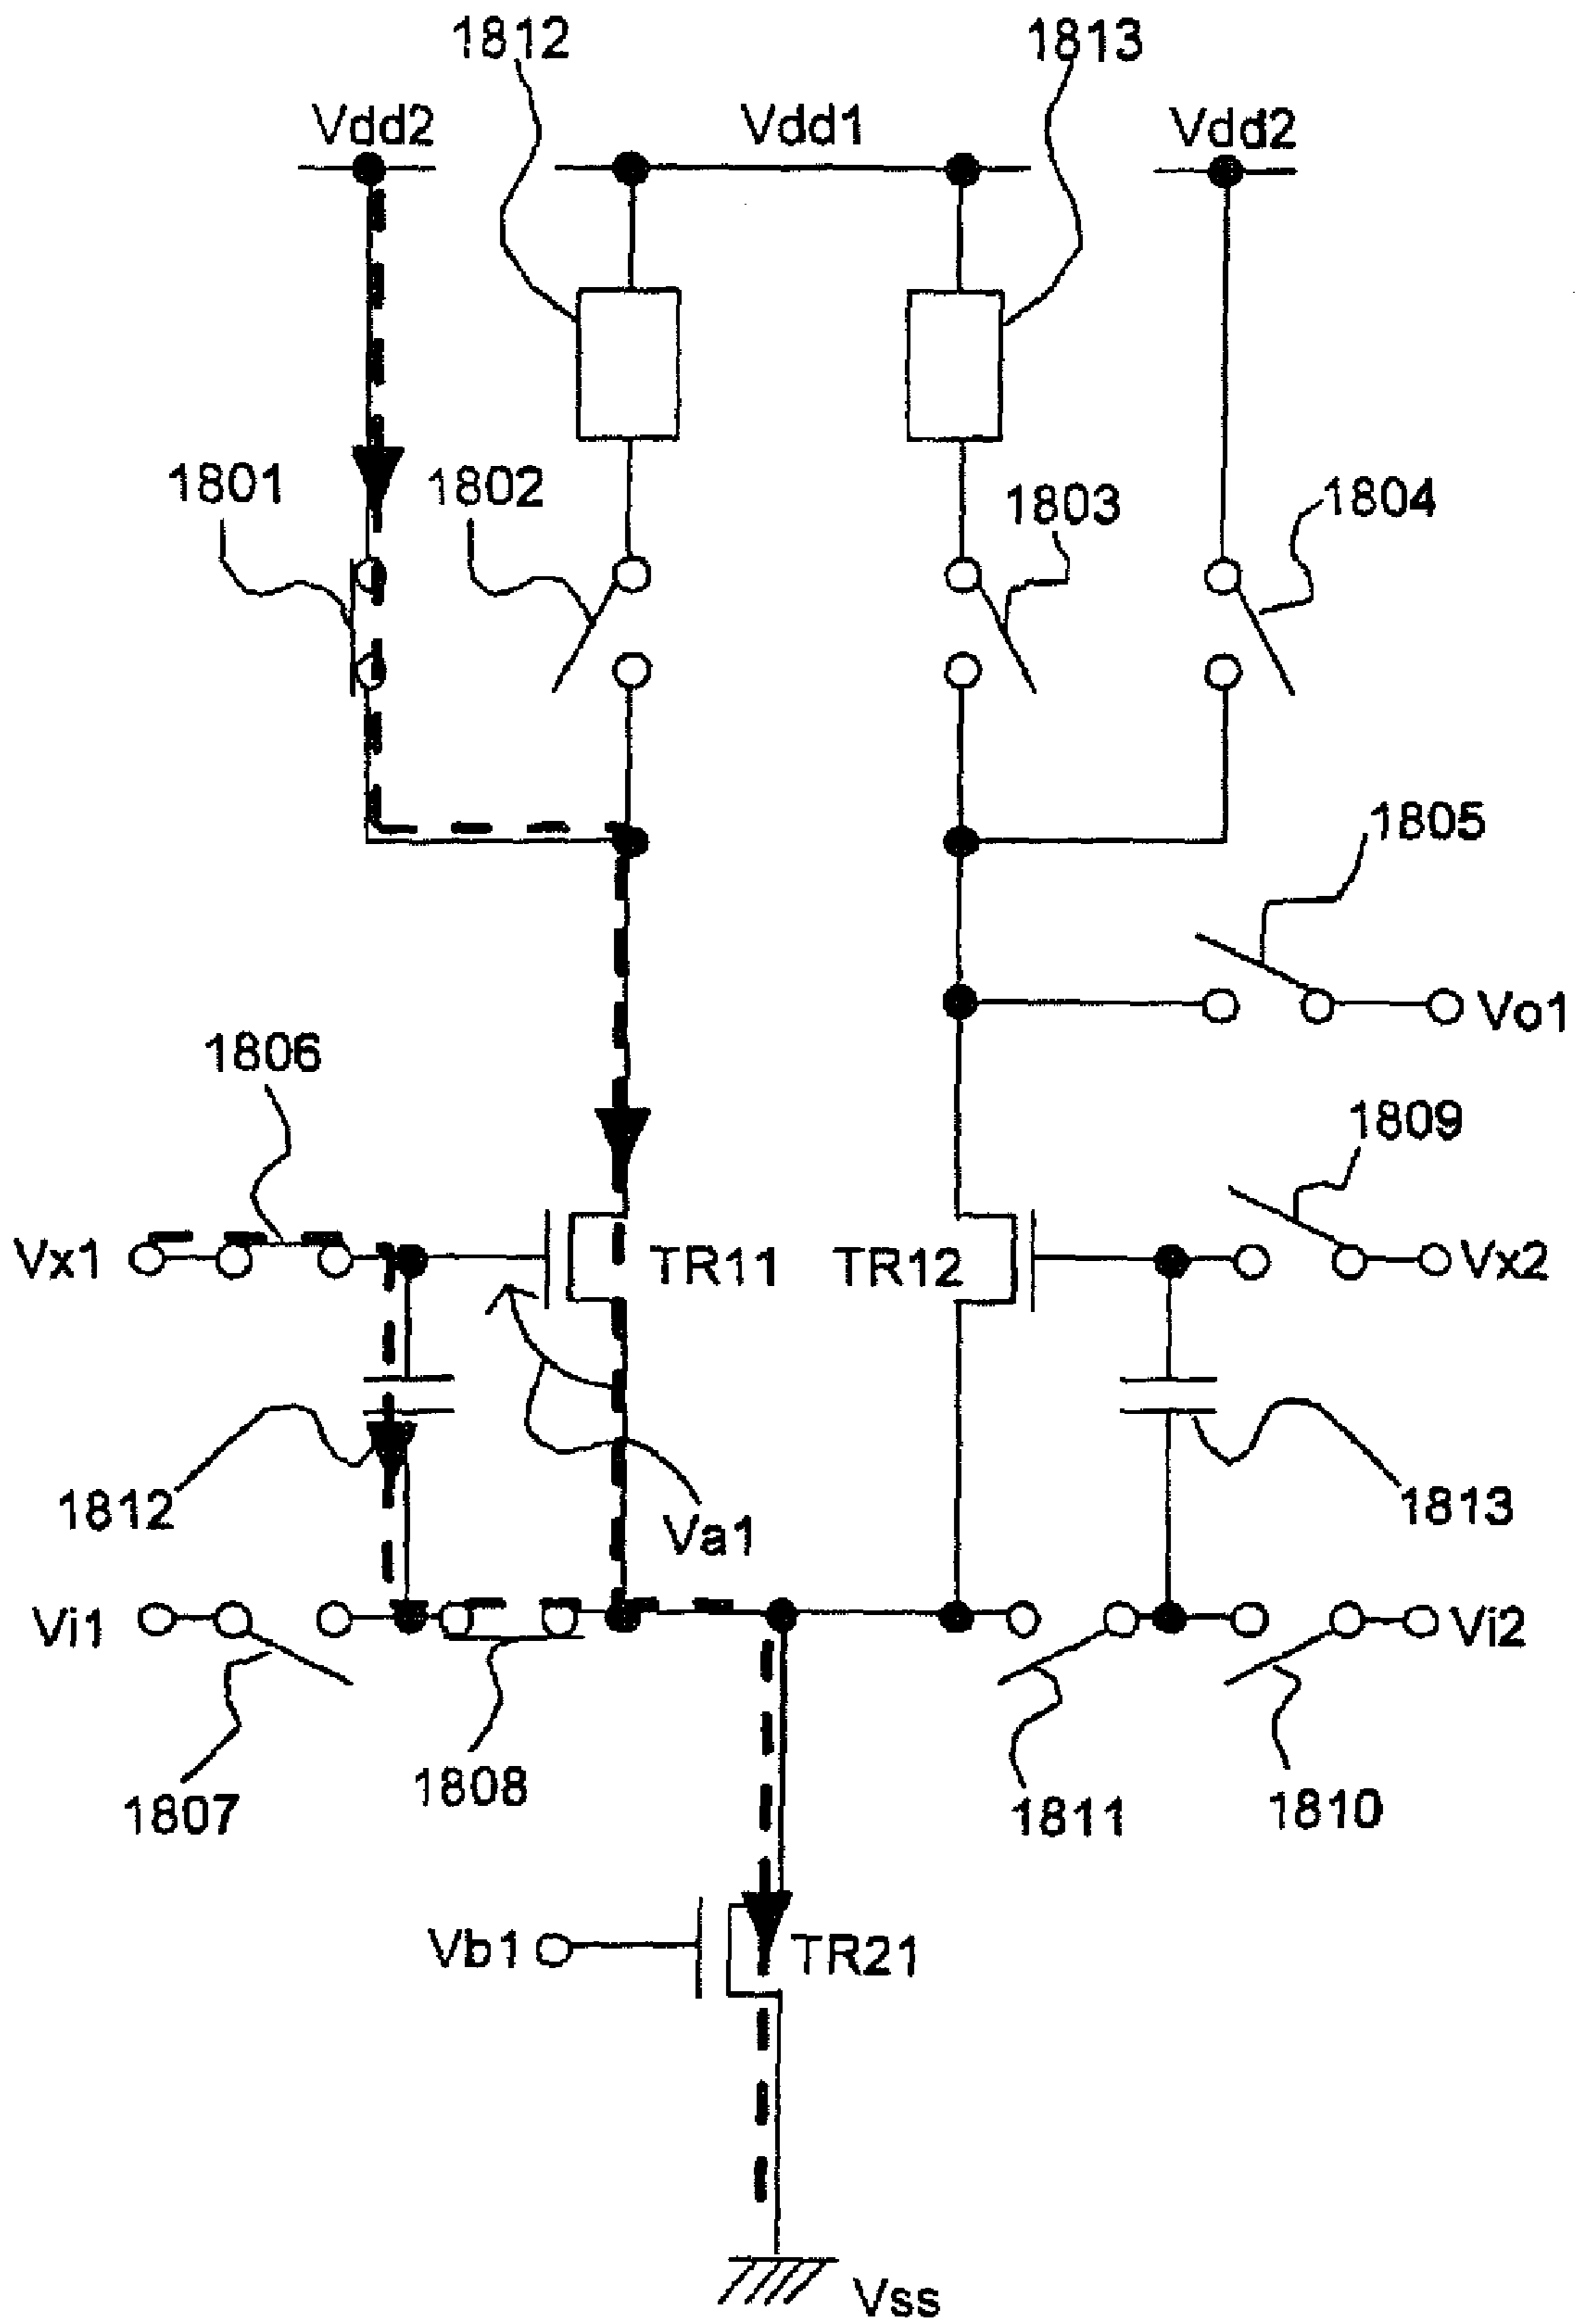 1812 1813
Vdd2 Vdd1 Vdd2
1801 1802 1803 1804
1805
Vo1
1806
1809
Vx1 TR11 TR12 Vx2
1812 Va1 1813
Vi1 Vi2
1807 1808 1811 1810
Vb1 TR21
Vss